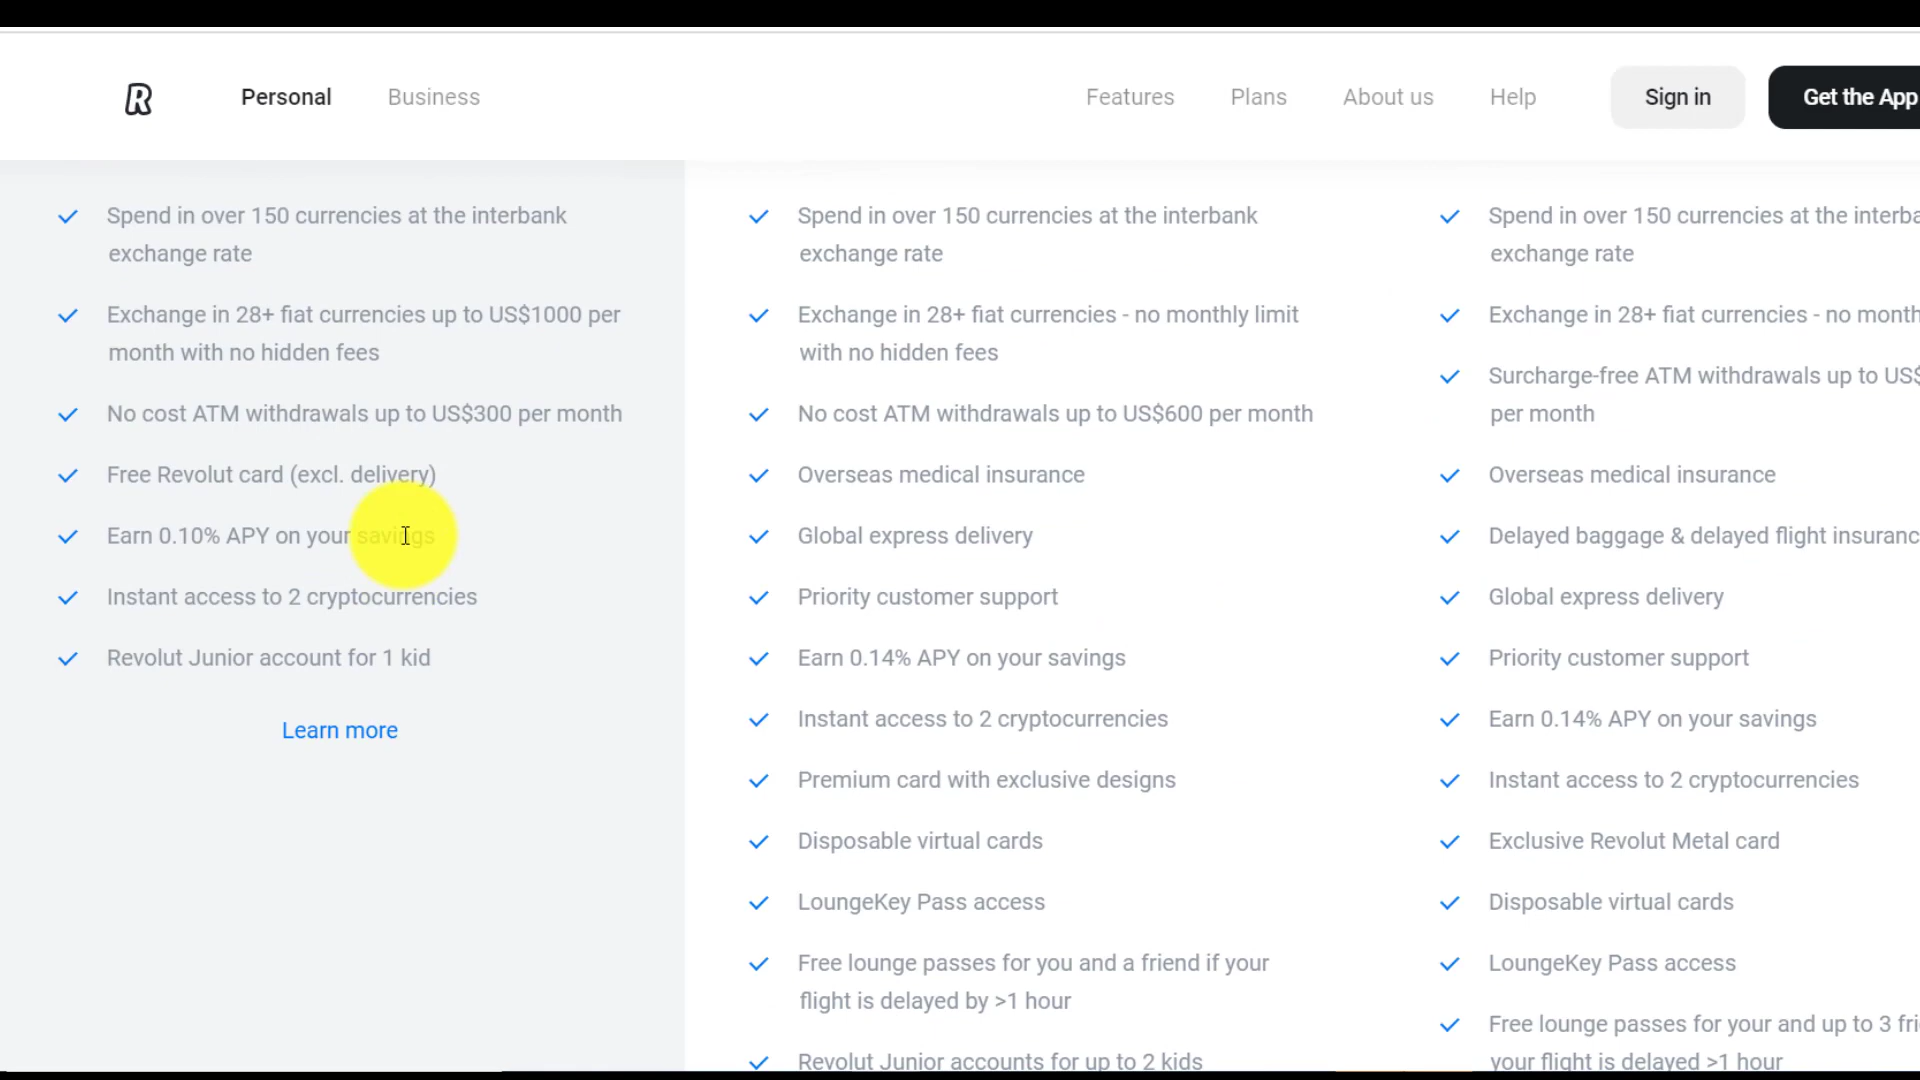 R
Personal
Business
Features
Plans
About us
Help
Sign in
Get the App
Spend in over 150 currencies at the interbank
exchange rate
Exchange in 28+ fiat currencies up to US$1000 per
month with no hidden fees
No cost ATM withdrawals up to US$300 per month
Free Revolut card (excl. delivery)
Earn 0.10% APY on your savings
Instant access to 2 cryptocurrencies
Revolut Junior account for 1 kid
Learn more
Spend in over 150 currencies at the interbank
exchange rate
Exchange in 28+ fiat currencies - no monthly limit
with no hidden fees
No cost ATM withdrawals up to US$600 per month
Overseas medical insurance
Global express delivery
Priority customer support
Earn 0.14% APY on your savings
Instant access to 2 cryptocurrencies
Premium card with exclusive designs
Disposable virtual cards
LoungeKey Pass access
Free lounge passes for you and a friend if your
flight is delayed by >1 hour
Revolut Junior accounts for up to 2 kids
Spend in over 150 currencies at the interba
exchange rate
Exchange in 28+ fiat currencies - no month
Surcharge-free ATM withdrawals up to US$
per month
Overseas medical insurance
Delayed baggage & delayed flight insuranc
Global express delivery
Priority customer support
Earn 0.14% APY on your savings
Instant access to 2 cryptocurrencies
Exclusive Revolut Metal card
Disposable virtual cards
LoungeKey Pass access
Free lounge passes for your and up to 3 fri
your flight is delayed >1 hour